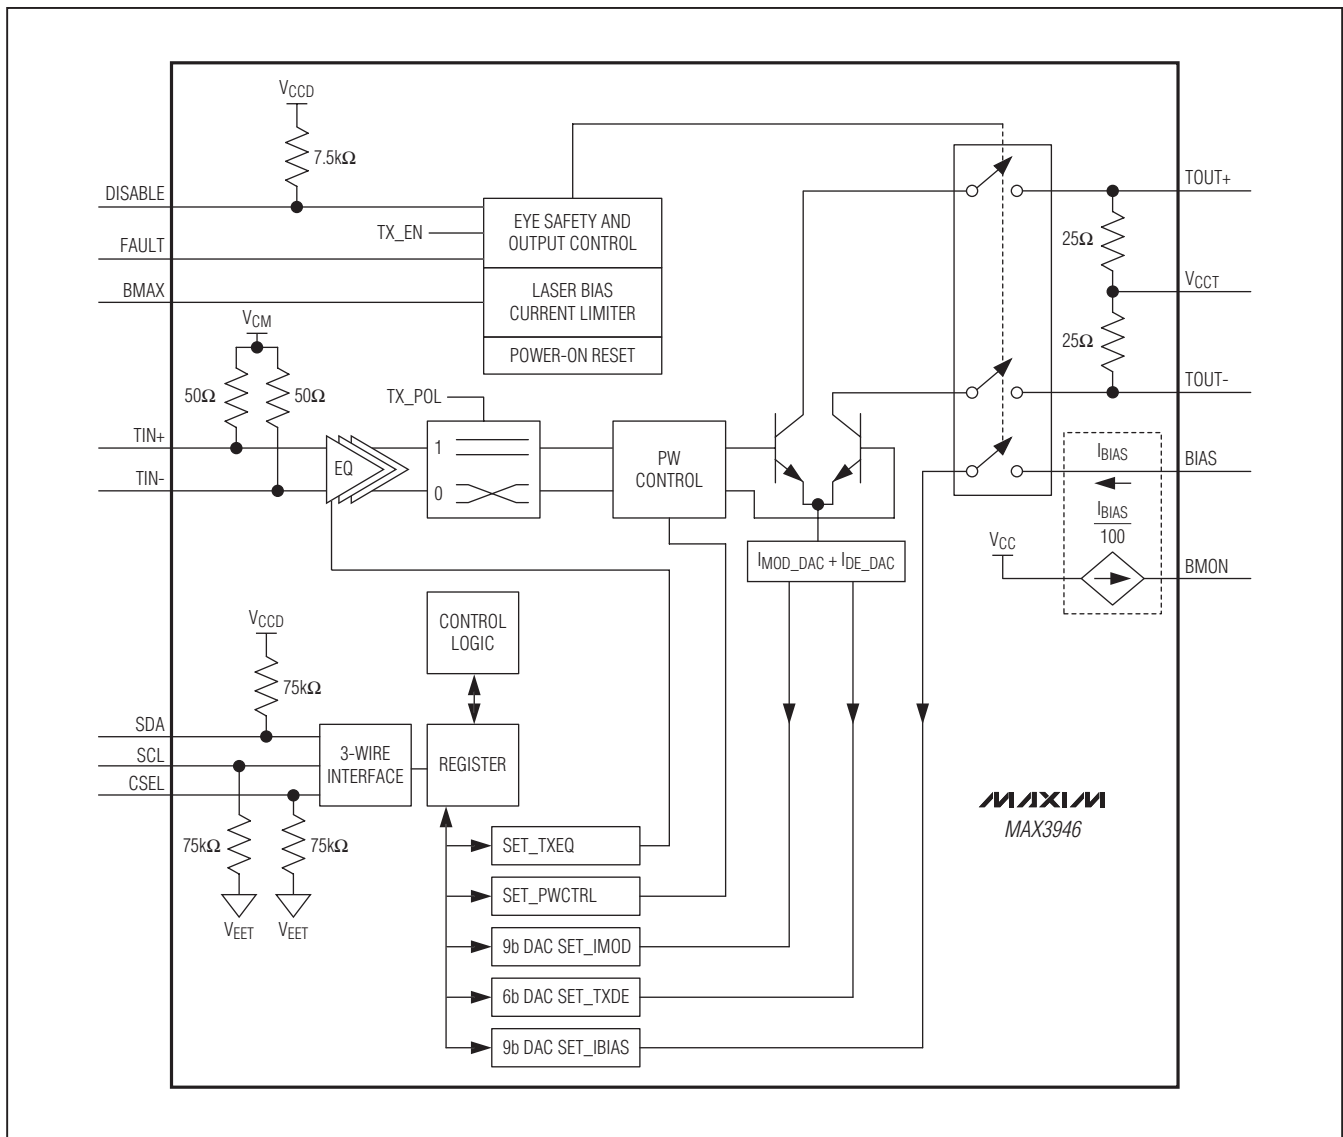 VCCD
7.5kΩ
DISABLE
TX_EN
FAULT
BMAX
EYE SAFETY AND
OUTPUT CONTROL
LASER BIAS
CURRENT LIMITER
POWER-ON RESET
TOUT+
25Ω
VCCT
25Ω
TOUT-
VCM
50Ω
50Ω
TX_POL
TIN+
TIN-
EQ
1
0
PW
CONTROL
IBIAS
BIAS
IBIAS
100
VCC
BMON
IMOD_DAC + IDE_DAC
CONTROL
LOGIC
VCCD
75kΩ
SDA
SCL
CSEL
3-WIRE
INTERFACE
REGISTER
75kΩ
75kΩ
VEET
VEET
SET_TXEQ
SET_PWCTRL
9b DAC SET_IMOD
6b DAC SET_TXDE
9b DAC SET_IBIAS
MAXIM
MAX3946